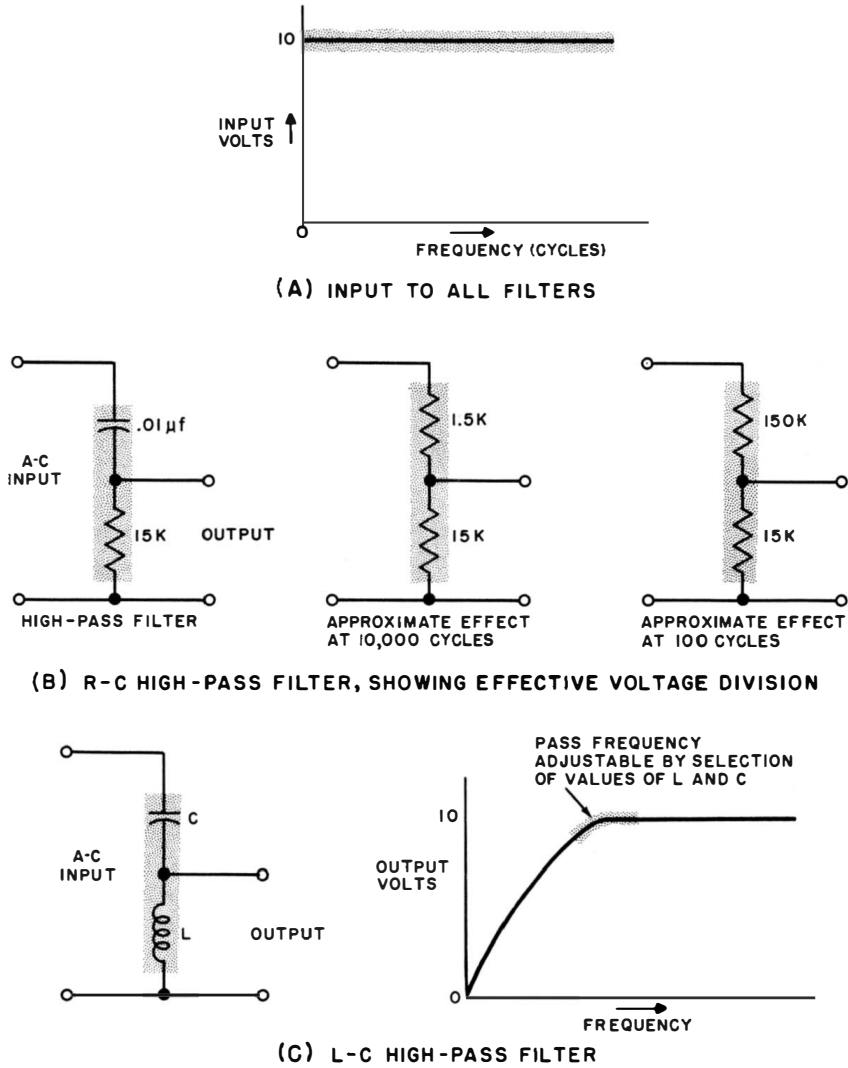 10
INPUT
VOLTS
0
FREQUENCY (CYCLES)
(A) INPUT TO ALL FILTERS
.01µf
A-C
INPUT
15K
OUTPUT
HIGH-PASS FILTER
1.5K
15K
APPROXIMATE EFFECT
AT 10,000 CYCLES
150K
15K
APPROXIMATE EFFECT
AT 100 CYCLES
(B) R-C HIGH-PASS FILTER, SHOWING EFFECTIVE VOLTAGE DIVISION
C
A-C
INPUT
L
OUTPUT
PASS FREQUENCY
ADJUSTABLE BY SELECTION
OF VALUES OF L AND C
10
OUTPUT
VOLTS
0
FREQUENCY
(C) L-C HIGH-PASS FILTER